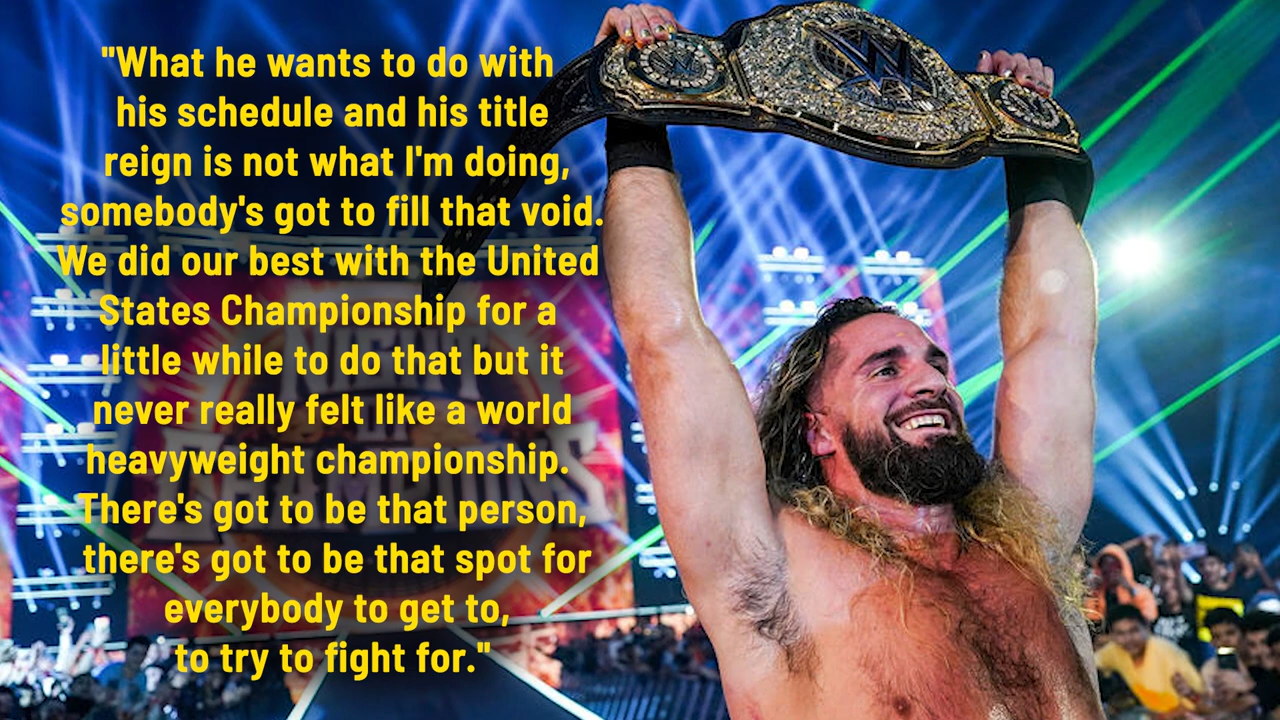 "What he wants to do with
his schedule and his title
reign is not what I'm doing,
somebody's got to fill that void.
We did our best with the United
States Championship for a
little while to do that but it
never really felt like a world
heavyweight championship.
There's got to be that person,
there's got to be that spot for
everybody to get to,
to try to fight for."
NIGHT
CHAMPIONS
W